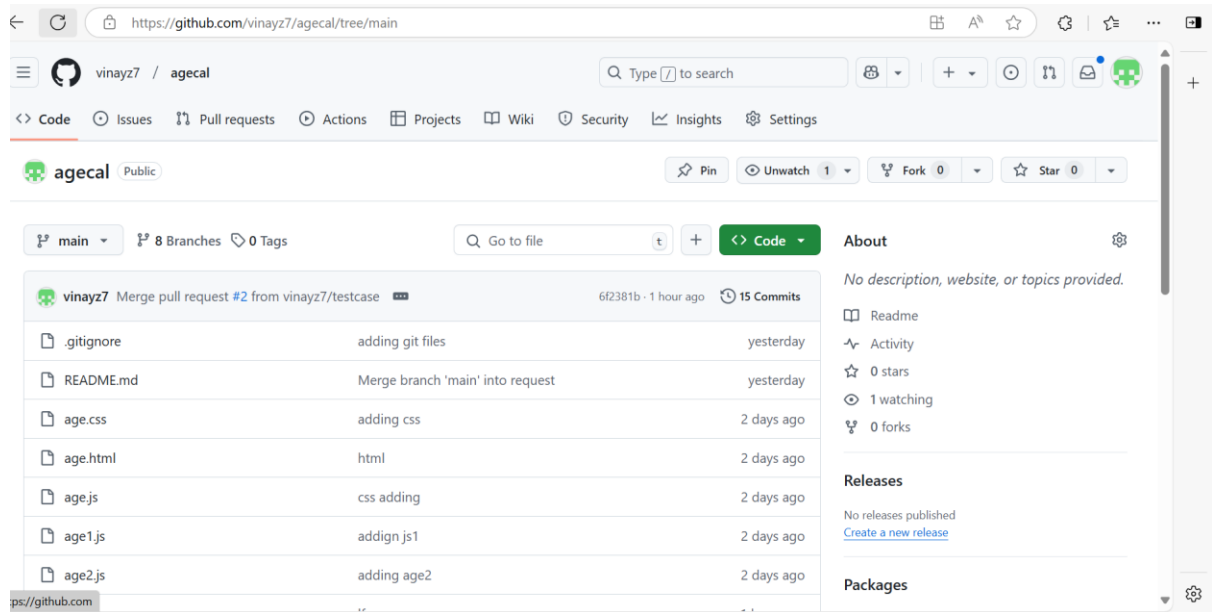 https://github.com/vinayz7/agecal/tree/main
vinayz7 / agecal
Type / to search
<> Code Issues Pull requests Actions Projects Wiki Security Insights Settings
agecal Public
Pin Unwatch 1 Fork 0 Star 0
main 8 Branches 0 Tags Go to file t + <> Code
vinayz7 Merge pull request #2 from vinayz7/testcase 6f2381b · 1 hour ago 15 Commits
.gitignore adding git files yesterday
README.md Merge branch 'main' into request yesterday
age.css adding css 2 days ago
age.html html 2 days ago
age.js css adding 2 days ago
age1.js addign js1 2 days ago
age2.js adding age2 2 days ago
tps://github.com
About
No description, website, or topics provided.
Readme
Activity
0 stars
1 watching
0 forks
Releases
No releases published
Create a new release
Packages